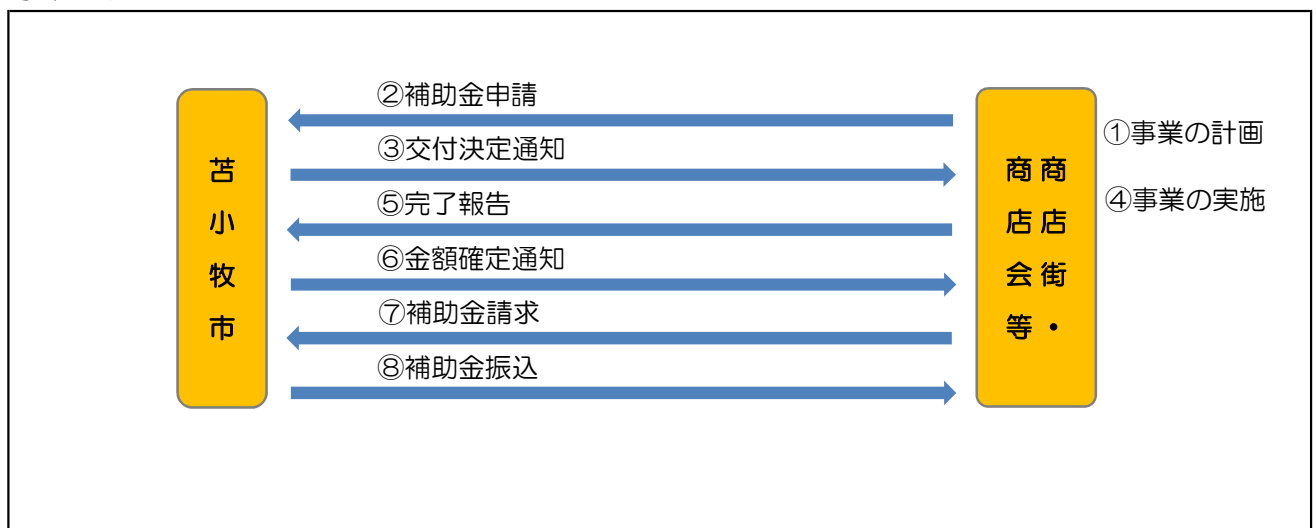 苫小牧市
②補助金申請
③交付決定通知
⑤完了報告
⑥金額確定通知
⑦補助金請求
⑧補助金振込
商店街・
商店会等
①事業の計画
④事業の実施